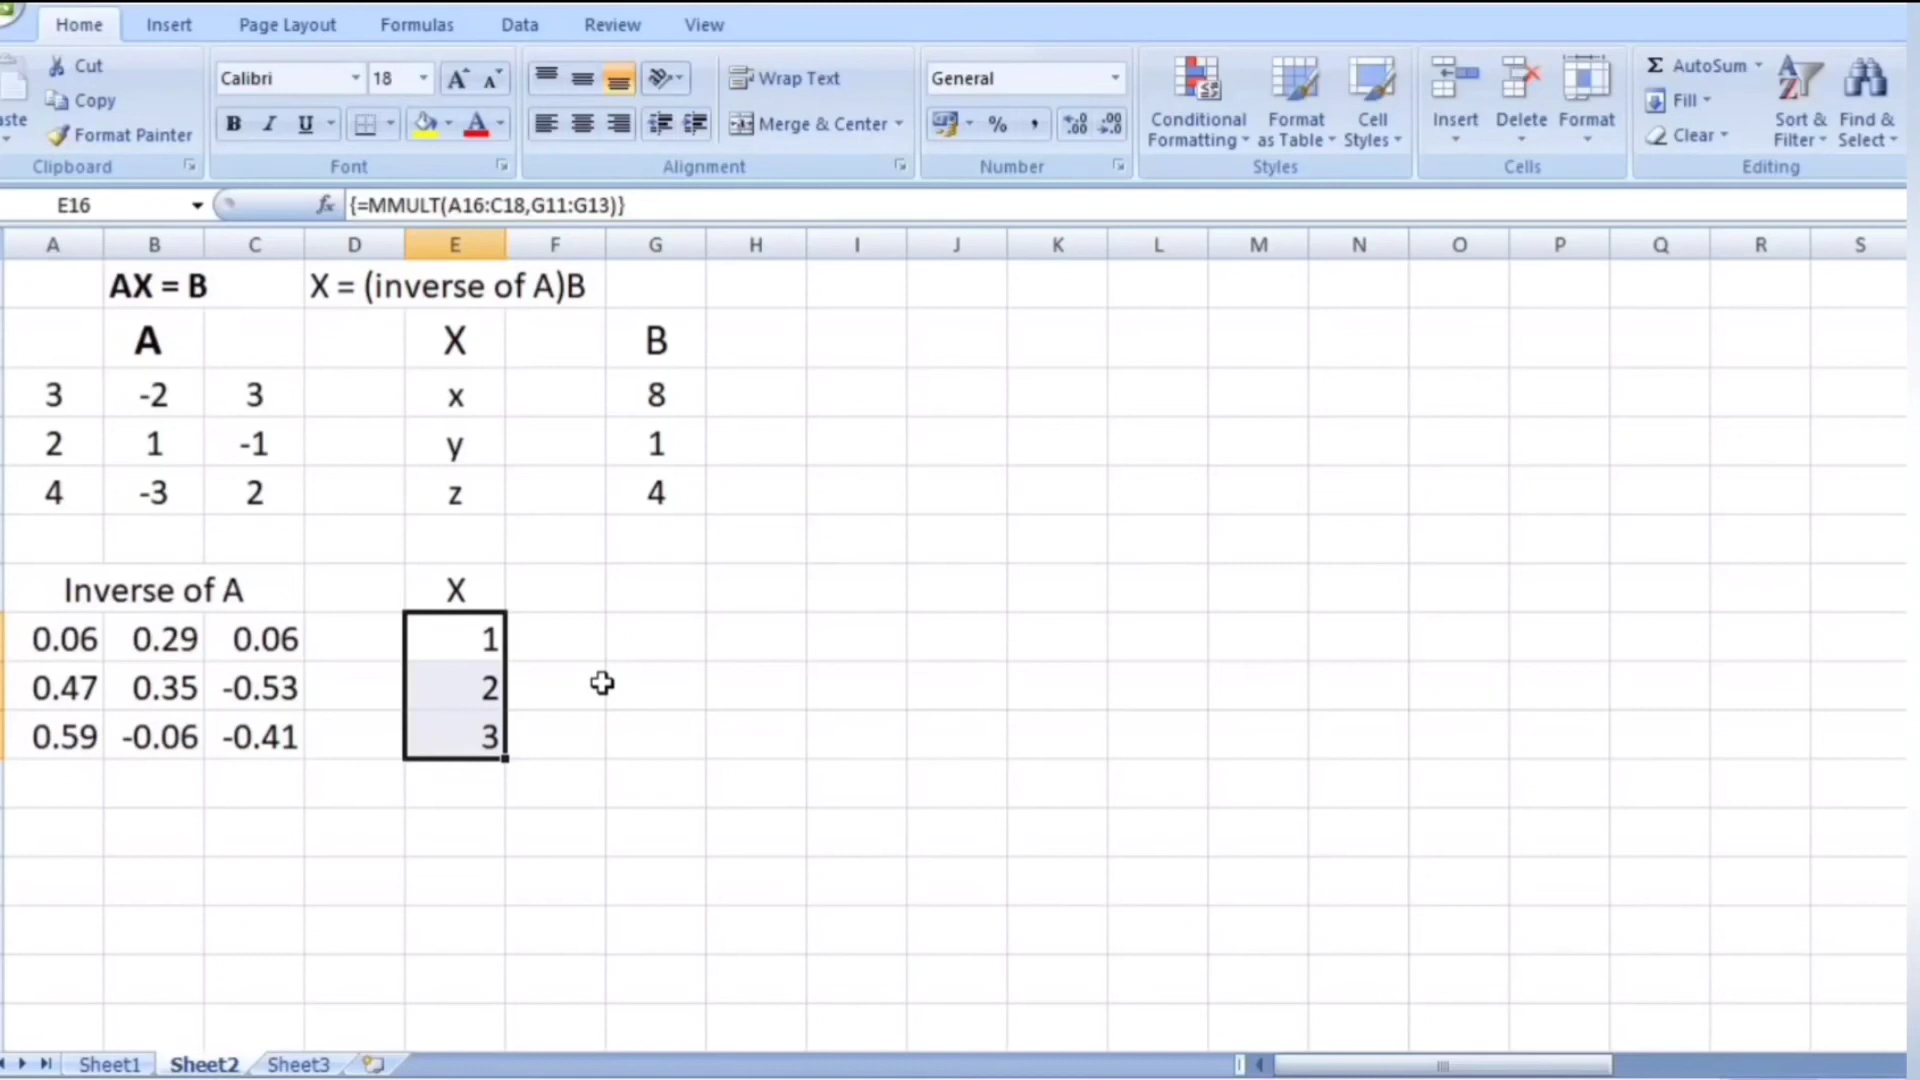 Home Insert Page Layout Formulas Data Review View
Cut
Copy
Format Painter
Clipboard
Calibri 18
B I U A
Font
Wrap Text
Merge & Center
Alignment
General
% ,
Number
Conditional Formatting
Format as Table
Cell Styles
Styles
Insert Delete Format
Cells
Σ AutoSum
Fill
Clear
Sort & Filter
Find & Select
Editing
E16 fx {=MMULT(A16:C18,G11:G13)}
A B C D E F G H I J K L M N O P Q R S
AX = B X = (inverse of A)B
A X B
3 -2 3 x 8
2 1 -1 y 1
4 -3 2 z 4
Inverse of A X
0.06 0.29 0.06 1
0.47 0.35 -0.53 2
0.59 -0.06 -0.41 3
Sheet1 Sheet2 Sheet3